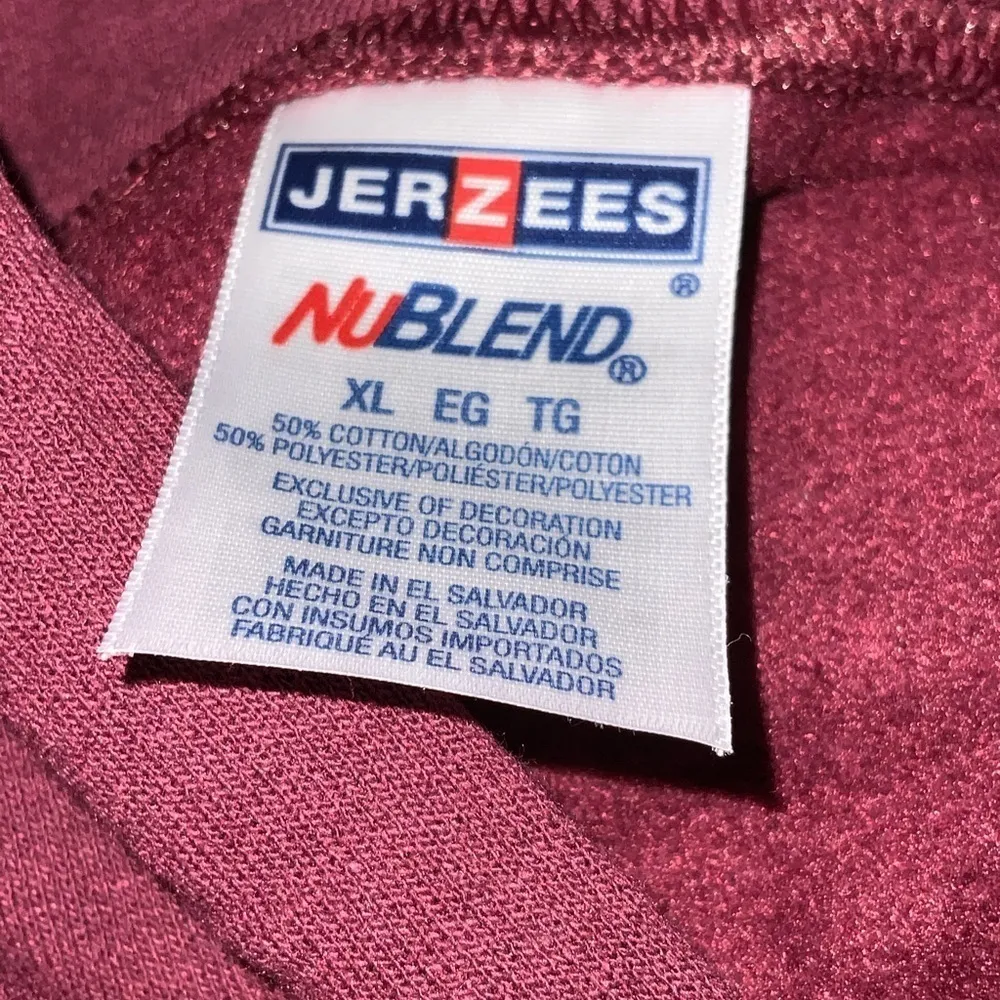 JERZEES
®
NUBLEND®
XL EG TG
50% COTTON/ALGODÓN/COTON
50% POLYESTER/POLIÉSTER/POLYESTER
EXCLUSIVE OF DECORATION
EXCEPTO DECORACIÓN
GARNITURE NON COMPRISE
MADE IN EL SALVADOR
HECHO EN EL SALVADOR
CON INSUMOS IMPORTADOS
FABRIQUÉ AU EL SALVADOR